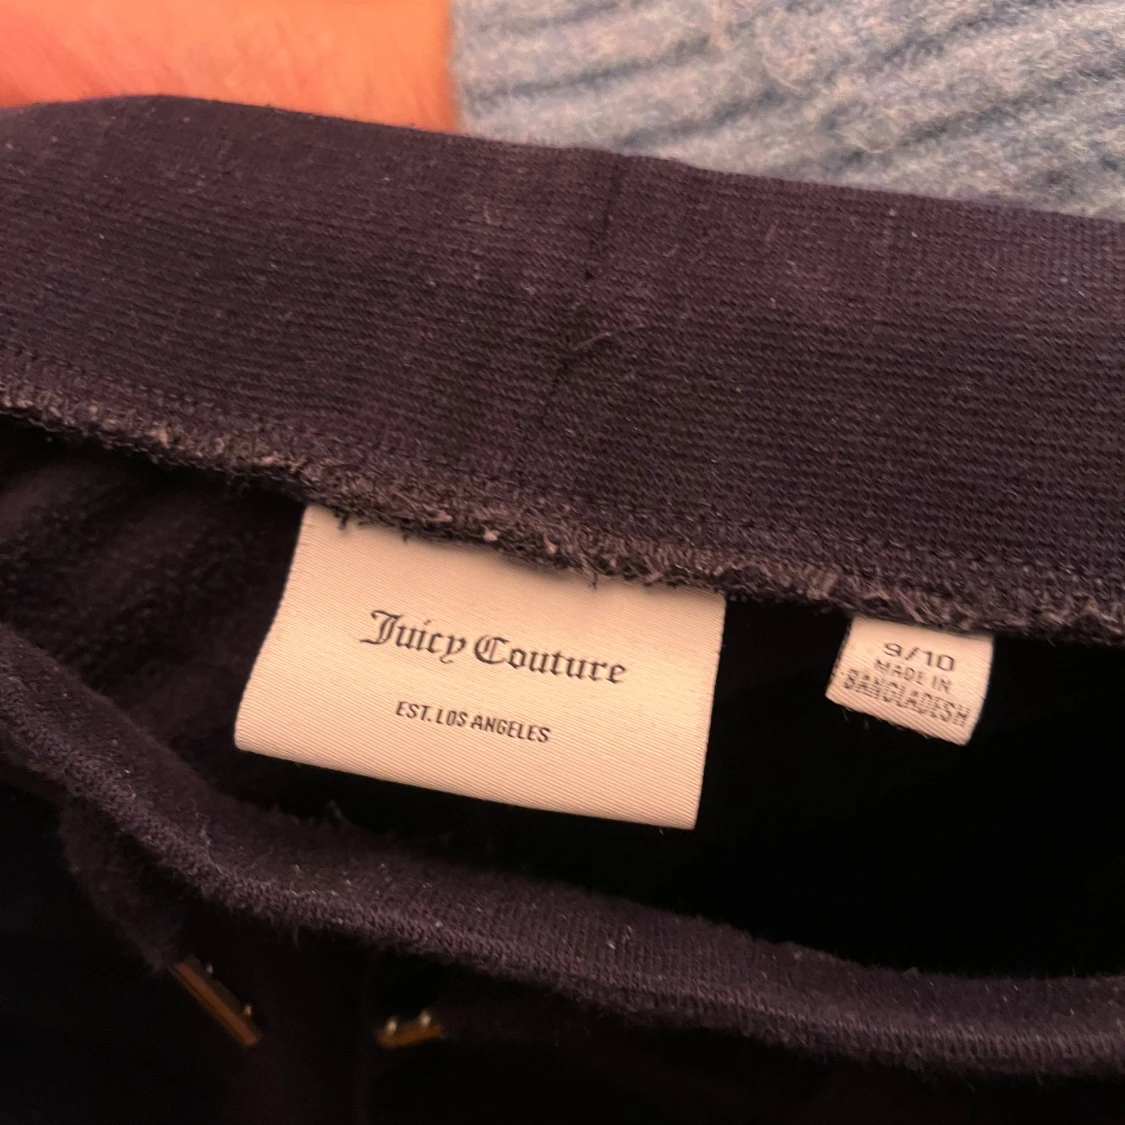 Juicy Couture
EST. LOS ANGELES
9/10
MADE IN
BANGLADESH